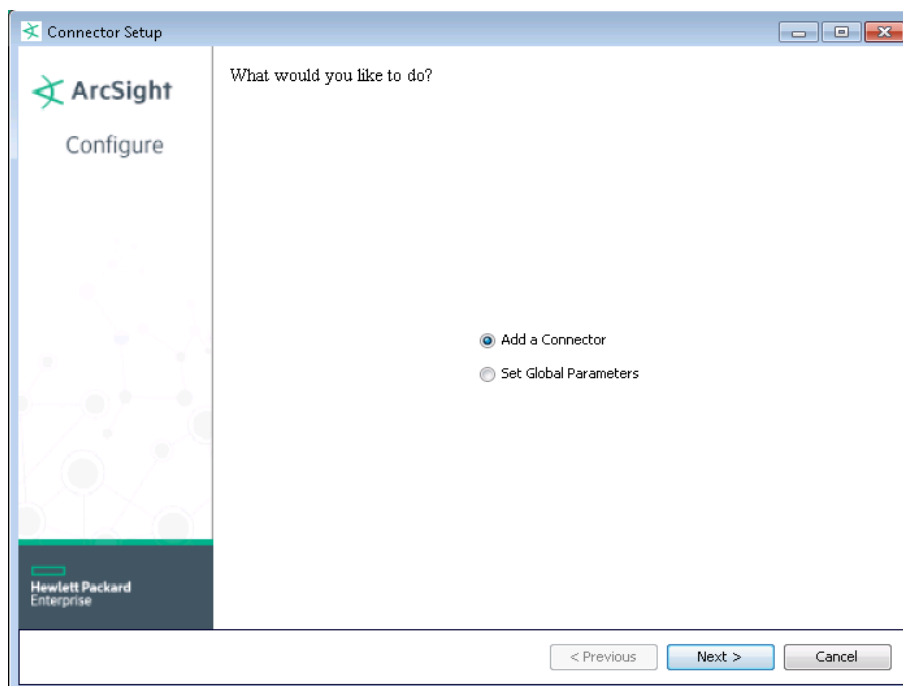 Connector Setup
ArcSight
Configure
What would you like to do?
Add a Connector
Set Global Parameters
Hewlett Packard
Enterprise
< Previous
Next >
Cancel